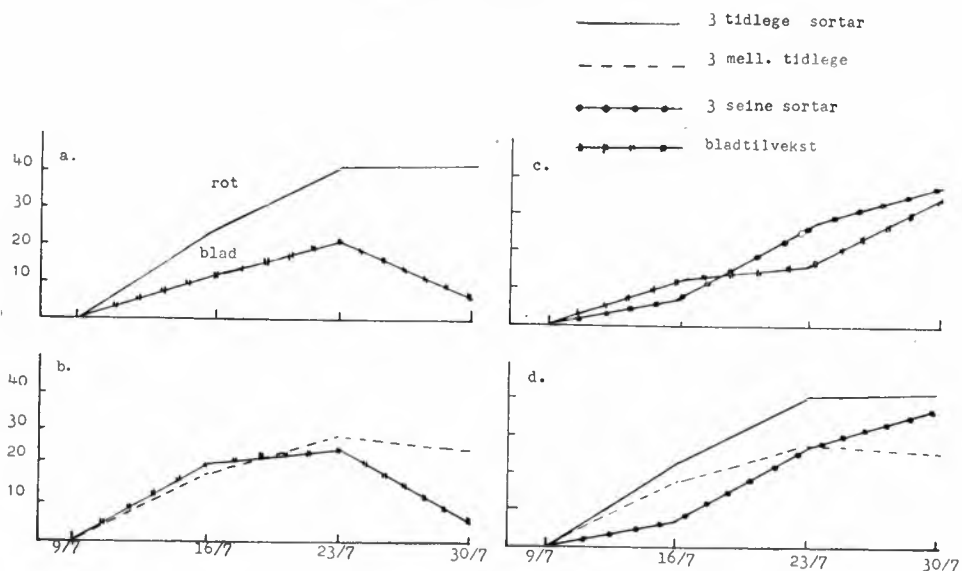 3 tidlege sortar
3 mell. tidlege
3 seine sortar
bladtilvekst
a.
40
30
20
10
rot
blad
c.
b.
40
30
20
10
9/7
16/7
23/7
30/7
d.
9/7
16/7
23/7
30/7